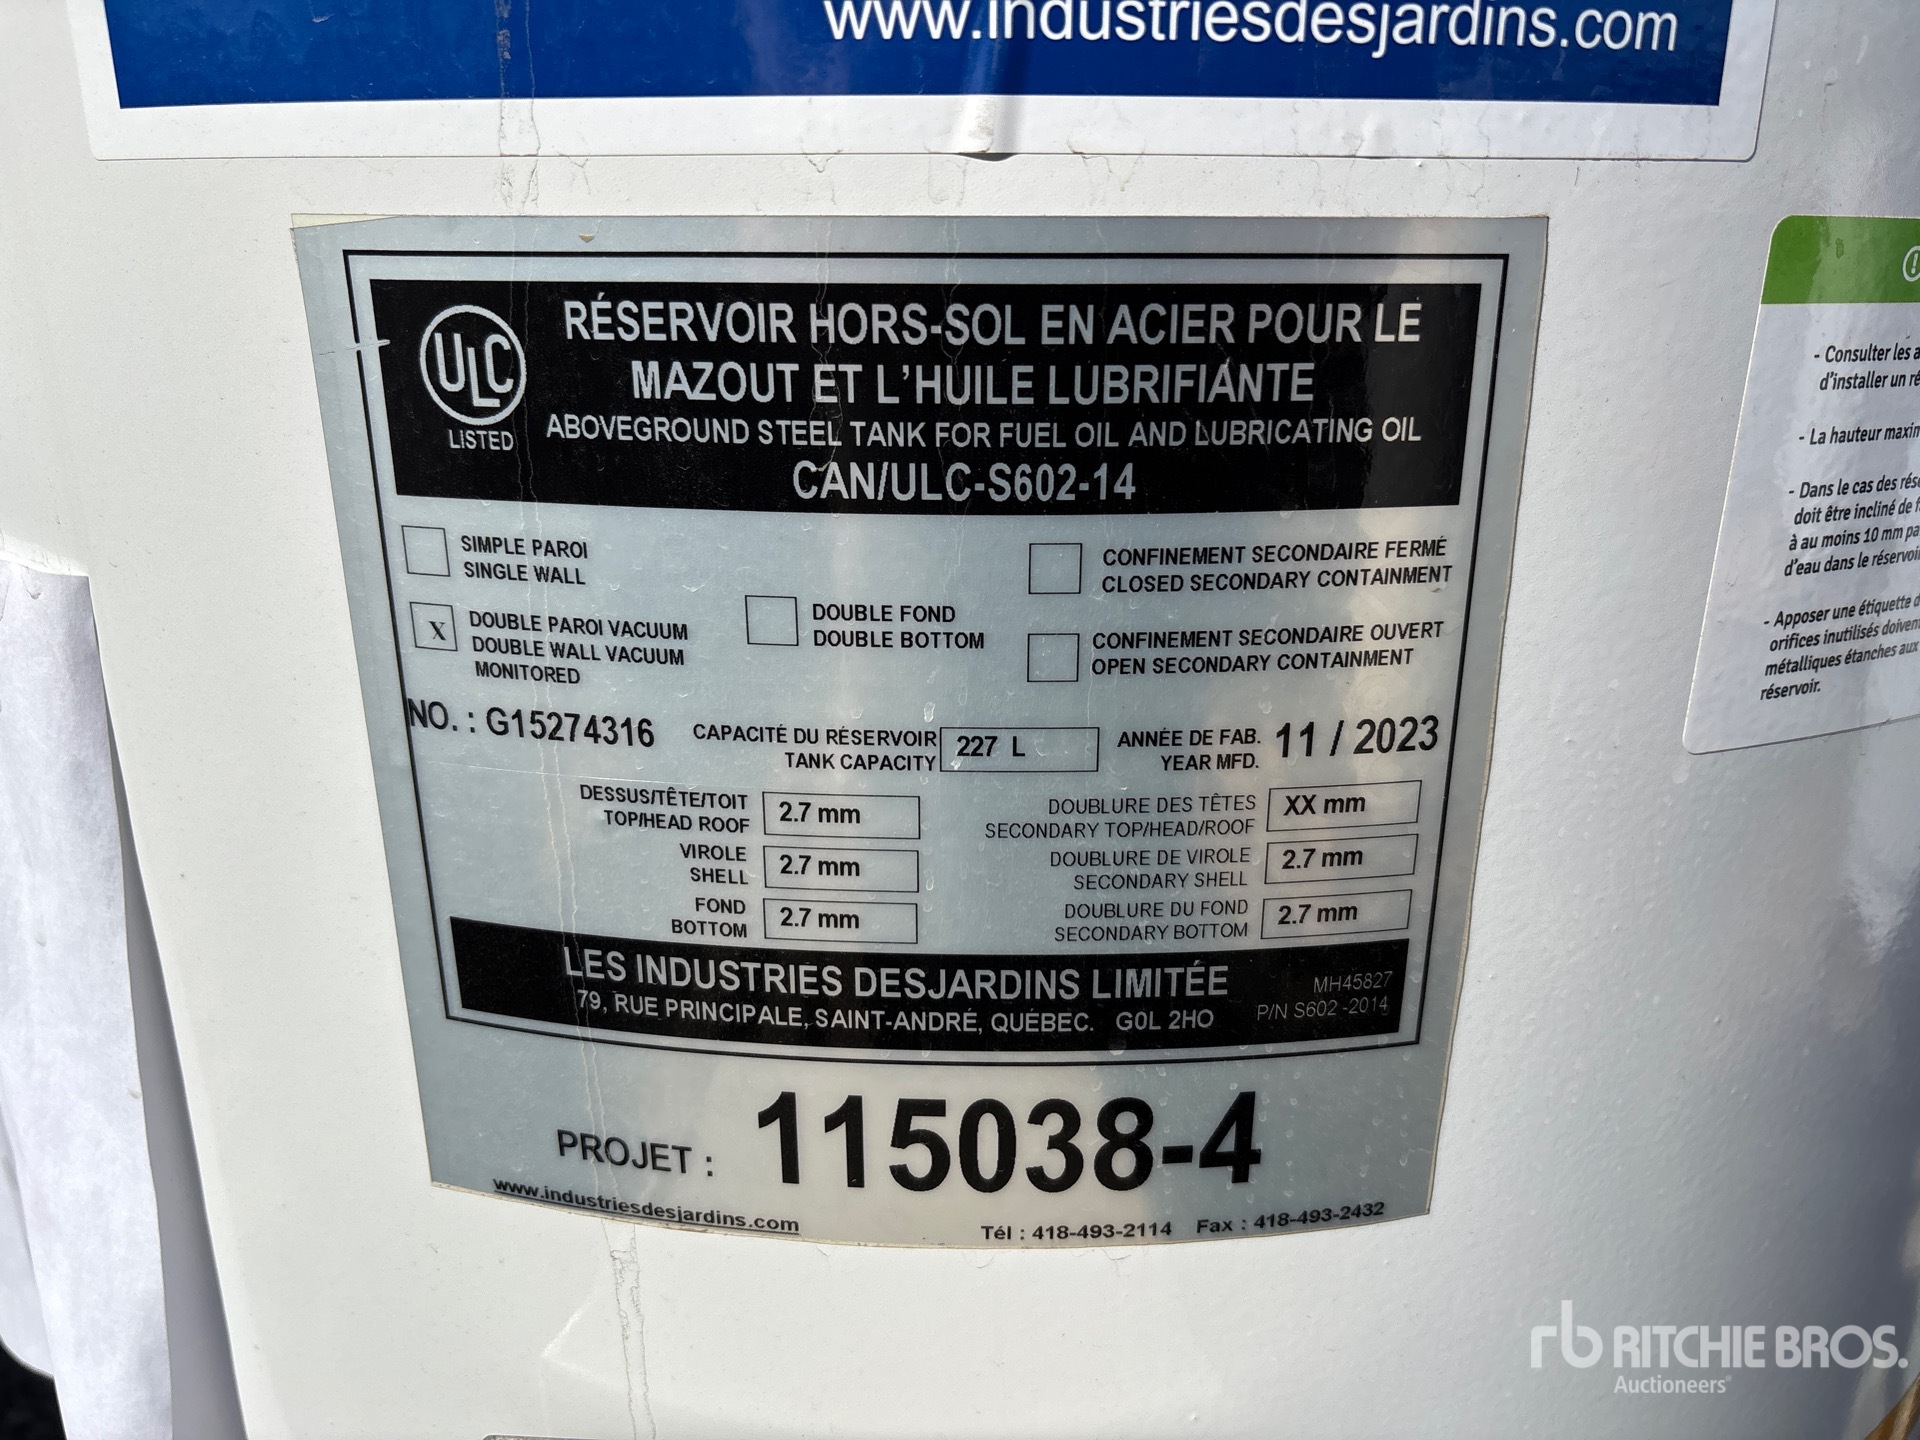 www.industriesdesjardins.com
ULC
LISTED
RÉSERVOIR HORS-SOL EN ACIER POUR LE
MAZOUT ET L'HUILE LUBRIFIANTE
ABOVEGROUND STEEL TANK FOR FUEL OIL AND LUBRICATING OIL
CAN/ULC-S602-14
SIMPLE PAROI
SINGLE WALL
X DOUBLE PAROI VACUUM
DOUBLE WALL VACUUM
MONITORED
DOUBLE FOND
DOUBLE BOTTOM
CONFINEMENT SECONDAIRE FERMÉ
CLOSED SECONDARY CONTAINMENT
CONFINEMENT SECONDAIRE OUVERT
OPEN SECONDARY CONTAINMENT
NO. : G15274316
CAPACITÉ DU RÉSERVOIR
TANK CAPACITY
227 L
ANNÉE DE FAB.
YEAR MFD.
11 / 2023
DESSUS/TÊTE/TOIT
TOP/HEAD ROOF
2.7 mm
DOUBLURE DES TÊTES
SECONDARY TOP/HEAD/ROOF
XX mm
VIROLE
SHELL
2.7 mm
DOUBLURE DE VIROLE
SECONDARY SHELL
2.7 mm
FOND
BOTTOM
2.7 mm
DOUBLURE DU FOND
SECONDARY BOTTOM
2.7 mm
LES INDUSTRIES DESJARDINS LIMITÉE
79, RUE PRINCIPALE, SAINT-ANDRÉ, QUÉBEC. G0L 2HO
MH45827
P/N S602 -2014
PROJET : 115038-4
www.industriesdesjardins.com
Tél : 418-493-2114 Fax : 418-493-2432
- Consulter les
d'installer un
- La hauteur
- Dans le cas des
doit être incliné de
à au moins 10 mm
d'eau dans le
- Apposer une étiquette
orifices inutilisés
métalliques étanches aux
réservoir.
rb RITCHIE BROS.
Auctioneers